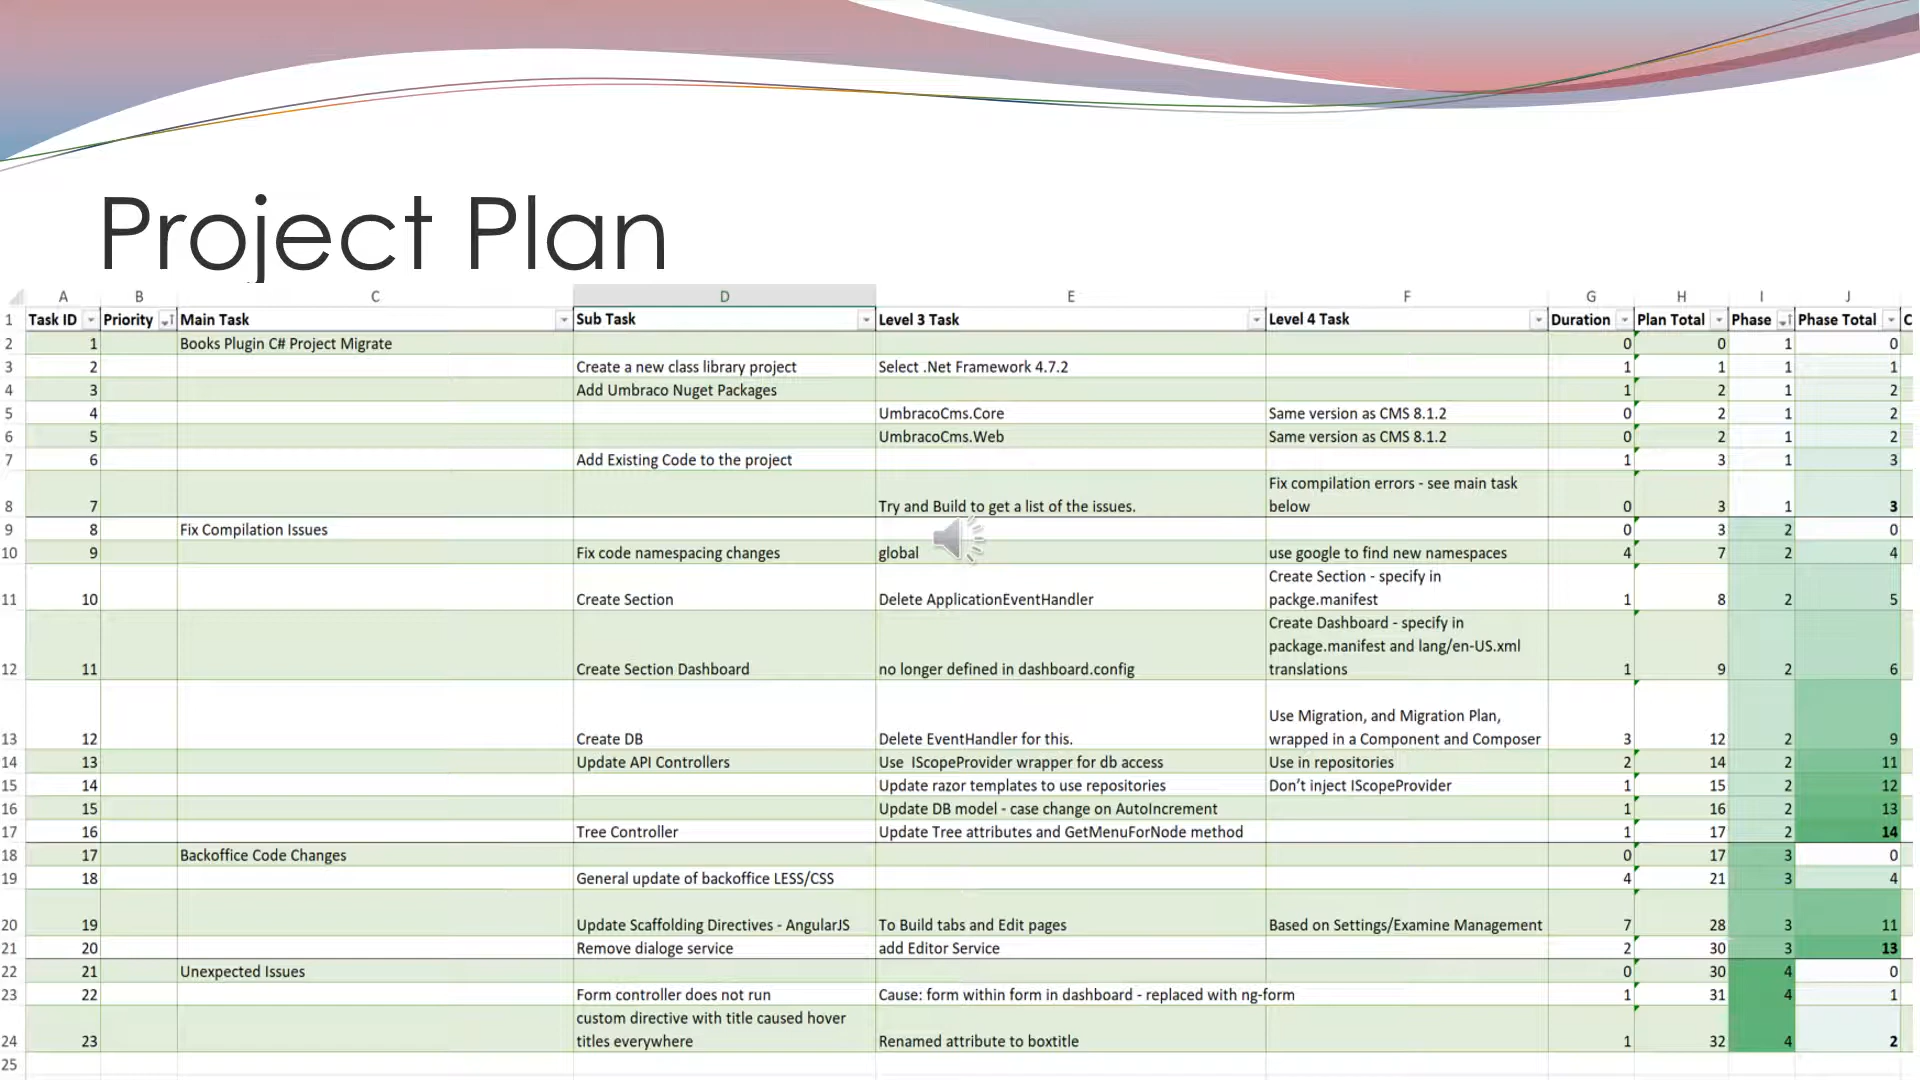 Project Plan
A B C D E F G H I J
1 Task ID Priority Main Task Sub Task Level 3 Task Level 4 Task Duration Plan Total Phase Phase Total C
2 1 Books Plugin C# Project Migrate 0 0 1 0
3 2 Create a new class library project Select .Net Framework 4.7.2 1 1 1 1
4 3 Add Umbraco Nuget Packages 1 2 1 2
5 4 UmbracoCms.Core Same version as CMS 8.1.2 0 2 1 2
6 5 UmbracoCms.Web Same version as CMS 8.1.2 0 2 1 2
7 6 Add Existing Code to the project 1 3 1 3
Fix compilation errors - see main task
8 7 Try and Build to get a list of the issues. below 0 3 1 3
9 8 Fix Compilation Issues 0 3 2 0
10 9 Fix code namespacing changes global use google to find new namespaces 4 7 2 4
Create Section - specify in
11 10 Create Section Delete ApplicationEventHandler packge.manifest 1 8 2 5
Create Dashboard - specify in
package.manifest and lang/en-US.xml
12 11 Create Section Dashboard no longer defined in dashboard.config translations 1 9 2 6
Use Migration, and Migration Plan,
13 12 Create DB Delete EventHandler for this. wrapped in a Component and Composer 3 12 2 9
14 13 Update API Controllers Use IScopeProvider wrapper for db access Use in repositories 2 14 2 11
15 14 Update razor templates to use repositories Don't inject IScopeProvider 1 15 2 12
16 15 Update DB model - case change on AutoIncrement 1 16 2 13
17 16 Tree Controller Update Tree attributes and GetMenuForNode method 1 17 2 14
18 17 Backoffice Code Changes 0 17 3 0
19 18 General update of backoffice LESS/CSS 4 21 3 4
20 19 Update Scaffolding Directives - AngularJS To Build tabs and Edit pages Based on Settings/Examine Management 7 28 3 11
21 20 Remove dialoge service add Editor Service 2 30 3 13
22 21 Unexpected Issues 0 30 4 0
23 22 Form controller does not run Cause: form within form in dashboard - replaced with ng-form 1 31 4 1
custom directive with title caused hover
24 23 titles everywhere Renamed attribute to boxtitle 1 32 4 2
25